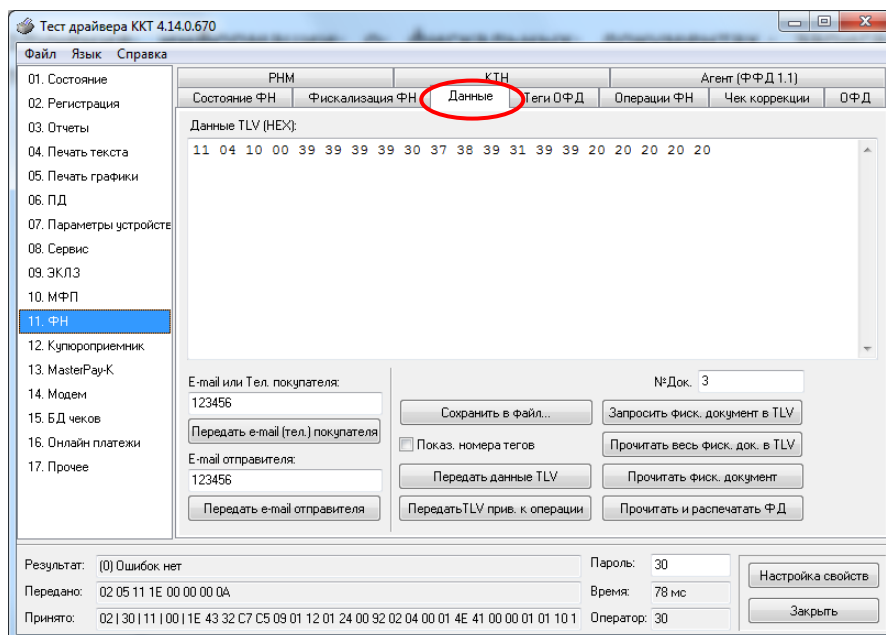 Тест драйвера ККТ 4.14.0.670
Файл Язык Справка
01. Состояние
02. Регистрация
03. Отчеты
04. Печать текста
05. Печать графики
06. ПД
07. Параметры устройств
08. Сервис
09. ЭКЛЗ
10. МФП
11. ФН
12. Купюроприемник
13. MasterPay-K
14. Модем
15. БД чеков
16. Онлайн платежи
17. Прочее
РНМ КТН Агент (ФФД 1.1)
Состояние ФН Фискализация ФН Данные Теги ОФД Операции ФН Чек коррекции ОФД
Данные TLV (HEX):
11 04 10 00 39 39 39 39 30 37 38 39 31 39 39 20 20 20 20 20
E-mail или Тел. покупателя:
123456
Передать e-mail (тел.) покупателя
E-mail отправителя:
123456
Передать e-mail отправителя
Сохранить в файл...
Показ. номера тегов
Передать данные TLV
ПередатьTLV прив. к операции
№Док. 3
Запросить фиск. документ в TLV
Прочитать весь фиск. док. в TLV
Прочитать фиск. документ
Прочитать и распечатать ФД
Результат: (0) Ошибок нет
Передано: 02 05 11 1E 00 00 00 0A
Принято: 02 | 30 | 11 | 00 | 1E 43 32 C7 C5 09 01 12 01 24 00 92 02 04 00 01 4E 41 00 00 01 01 10 1
Пароль: 30
Время: 78 мс
Оператор: 30
Настройка свойств
Закрыть